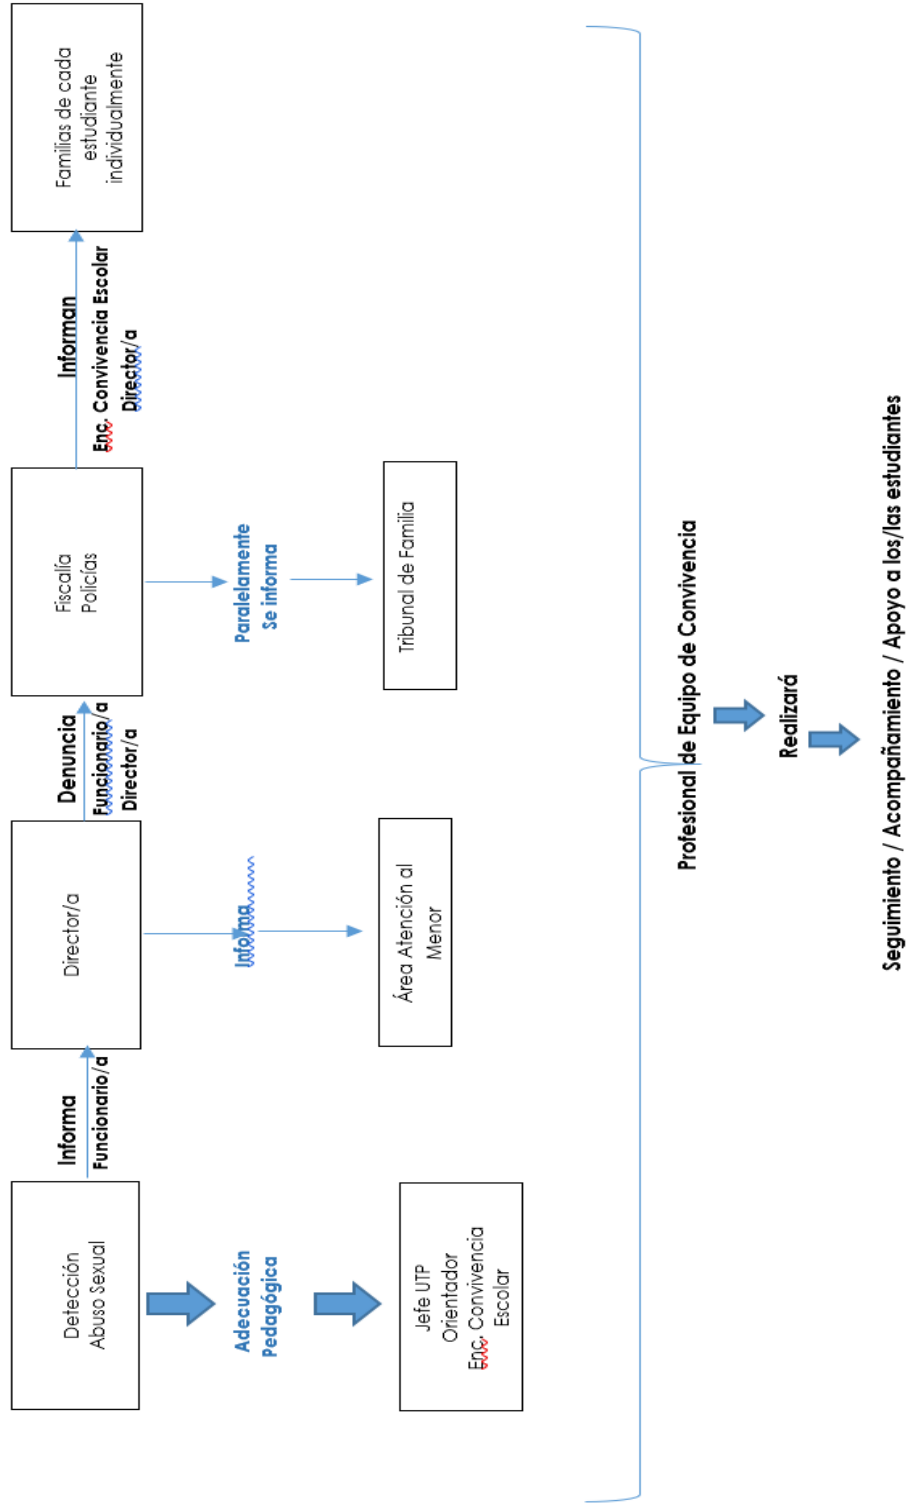 Detección
Abuso Sexual
Informa
Funcionario/a
Director/a
Denuncia
Funcionario/a
Director/a
Fiscalía
Policías
Informan
Enc. Convivencia Escolar
Director/a
Familias de cada
estudiante
individualmente
Adecuación
Pedagógica
Informa
Paralelamente
Se informa
Jefe UTP
Orientador
Enc. Convivencia
Escolar
Área Atención al
Menor
Tribunal de Familia
Profesional de Equipo de Convivencia
Realizará
Seguimiento / Acompañamiento / Apoyo a los/las estudiantes